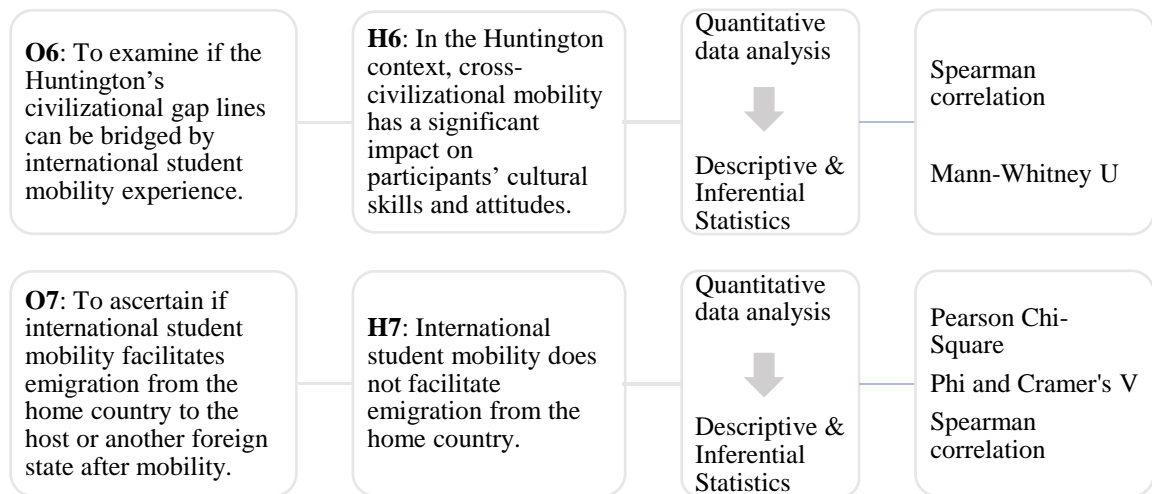 O6: To examine if the
Huntington's
civilizational gap lines
can be bridged by
international student
mobility experience.
H6: In the Huntington
context, cross-
civilizational mobility
has a significant
impact on
participants' cultural
skills and attitudes.
Quantitative
data analysis
Descriptive &
Inferential
Statistics
Spearman
correlation
Mann-Whitney U
O7: To ascertain if
international student
mobility facilitates
emigration from the
home country to the
host or another foreign
state after mobility.
H7: International
student mobility does
not facilitate
emigration from the
home country.
Quantitative
data analysis
Descriptive &
Inferential
Statistics
Pearson Chi-
Square
Phi and Cramer's V
Spearman
correlation